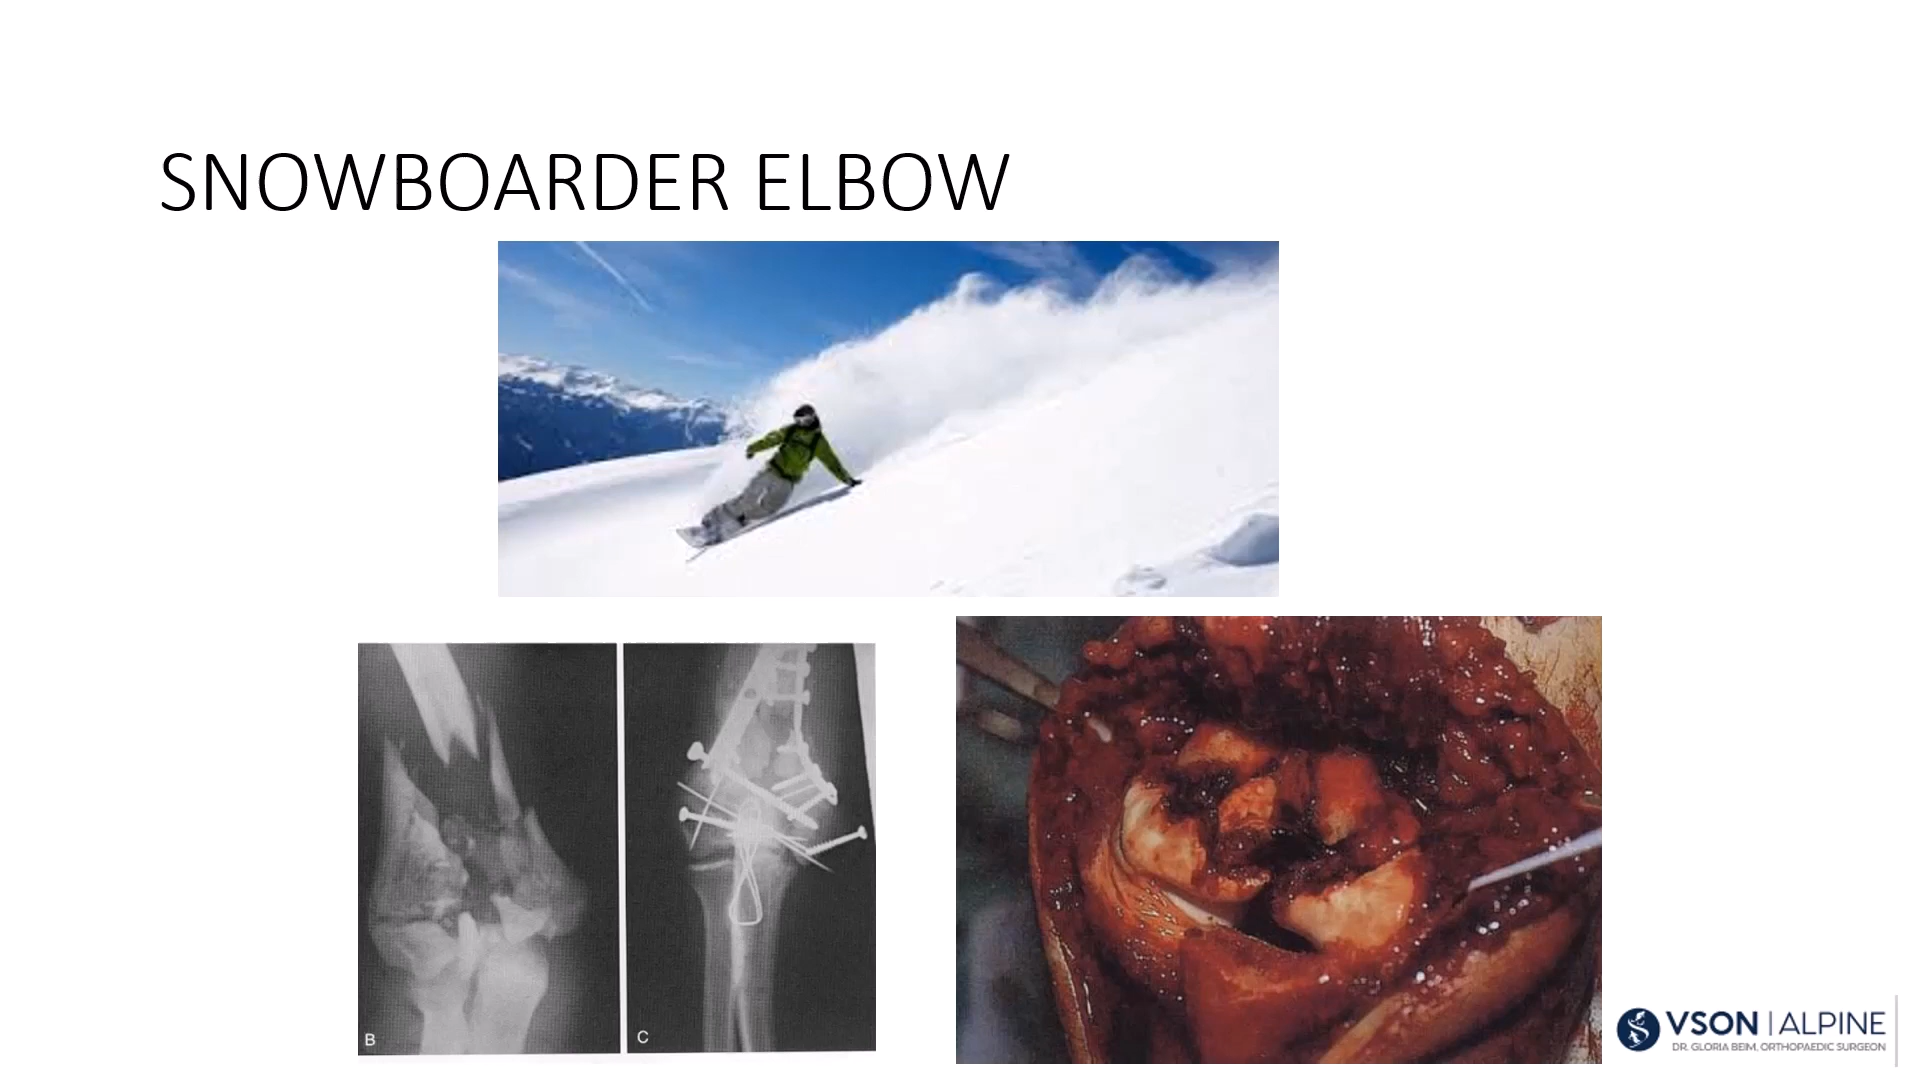 SNOWBOARDER ELBOW
B
C
VSON | ALPINE
DR. GLORIA BEIM, ORTHOPAEDIC SURGEON